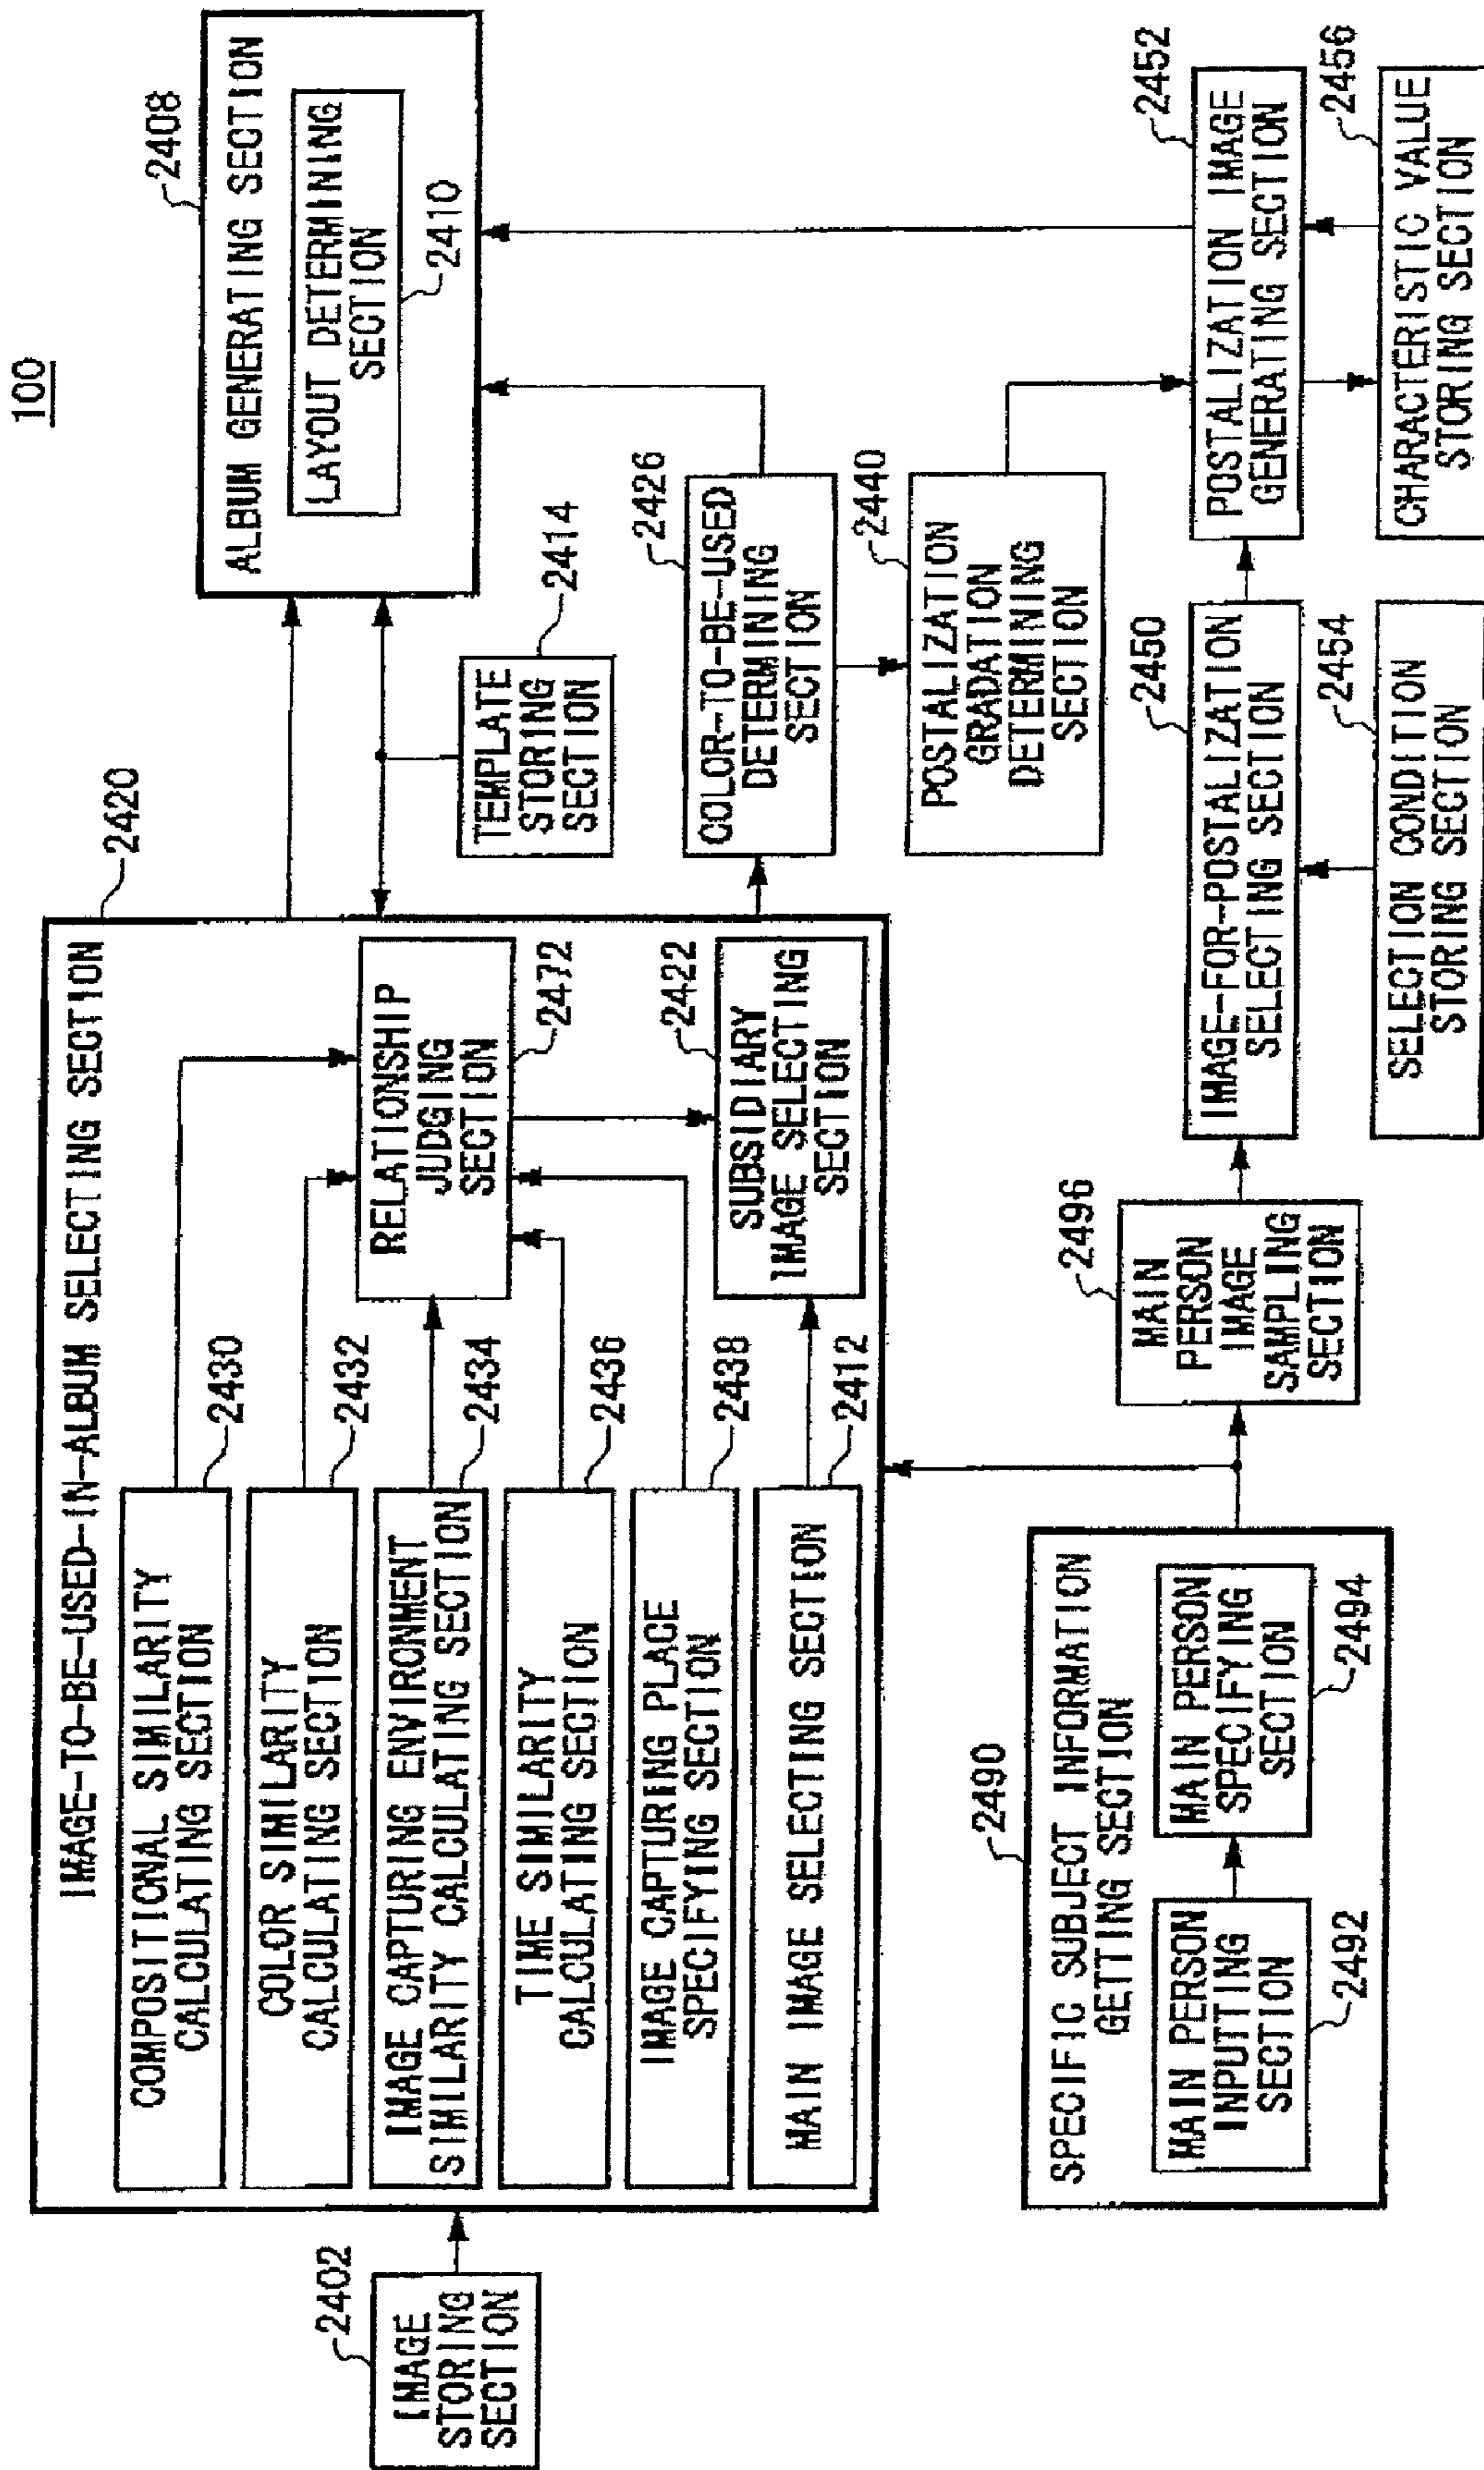 100
IMAGE
STORING
SECTION
2402
IMAGE-TO-BE-USED-IN-ALBUM SELECTING SECTION
2420
COMPOSITIONAL SIMILARITY
CALCULATING SECTION
2430
COLOR SIMILARITY
CALCULATING SECTION
2432
IMAGE CAPTURING ENVIRONMENT
SIMILARITY CALCULATING SECTION
2434
TIME SIMILARITY
CALCULATING SECTION
2436
IMAGE CAPTURING PLACE
SPECIFYING SECTION
2438
MAIN IMAGE SELECTING SECTION
2412
RELATIONSHIP
JUDGING
SECTION
2472
SUBSIDIARY
IMAGE SELECTING
SECTION
2422
ALBUM GENERATING SECTION
2408
LAYOUT DETERMINING
SECTION
2410
TEMPLATE
STORING
SECTION
2414
COLOR-TO-BE-USED
DETERMINING
SECTION
2426
POSTALIZATION
GRADATION
DETERMINING
SECTION
2440
SPECIFIC SUBJECT INFORMATION
GETTING SECTION
2490
MAIN PERSON
INPUTTING
SECTION
2492
MAIN PERSON
SPECIFYING
SECTION
2494
MAIN
PERSON
IMAGE
SAMPLING
SECTION
2496
IMAGE-FOR-POSTALIZATION
SELECTING SECTION
2450
SELECTION CONDITION
STORING SECTION
2454
POSTALIZATION IMAGE
GENERATING SECTION
2452
CHARACTERISTIC VALUE
STORING SECTION
2456